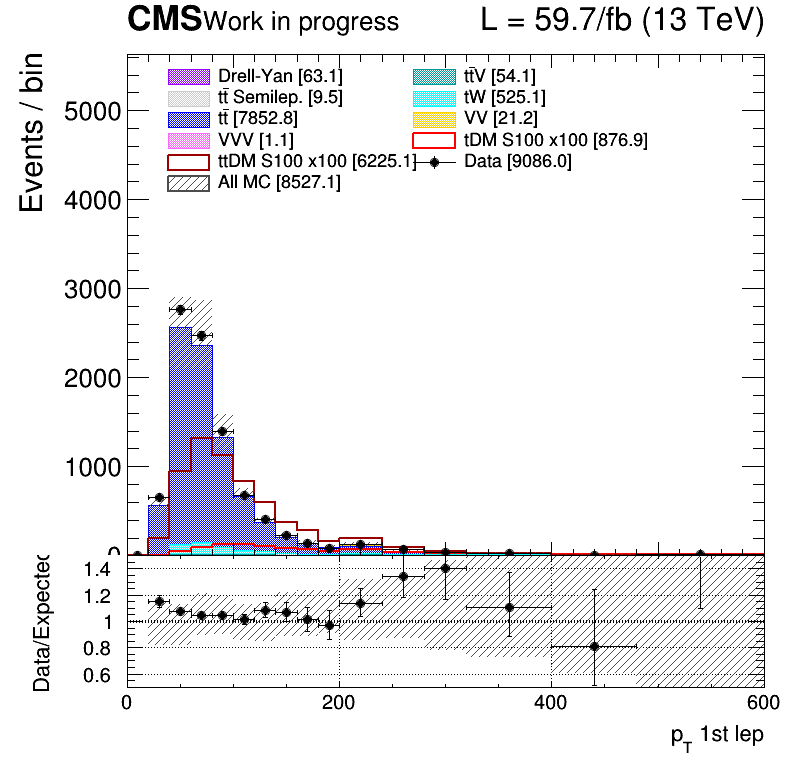 CMS Work in progress L = 59.7/fb (13 TeV)
Events / bin
Drell-Yan [63.1] tt̄V [54.1]
tt̄ Semilep. [9.5] tW [525.1]
tt̄ [7852.8] VV [21.2]
VVV [1.1] tDM S100 x100 [876.9]
ttDM S100 x100 [6225.1] Data [9086.0]
All MC [8527.1]
5000
4000
3000
2000
1000
0
Data/Expected
1.4
1.2
1
0.8
0.6
0 200 400 600
p_T 1st lep